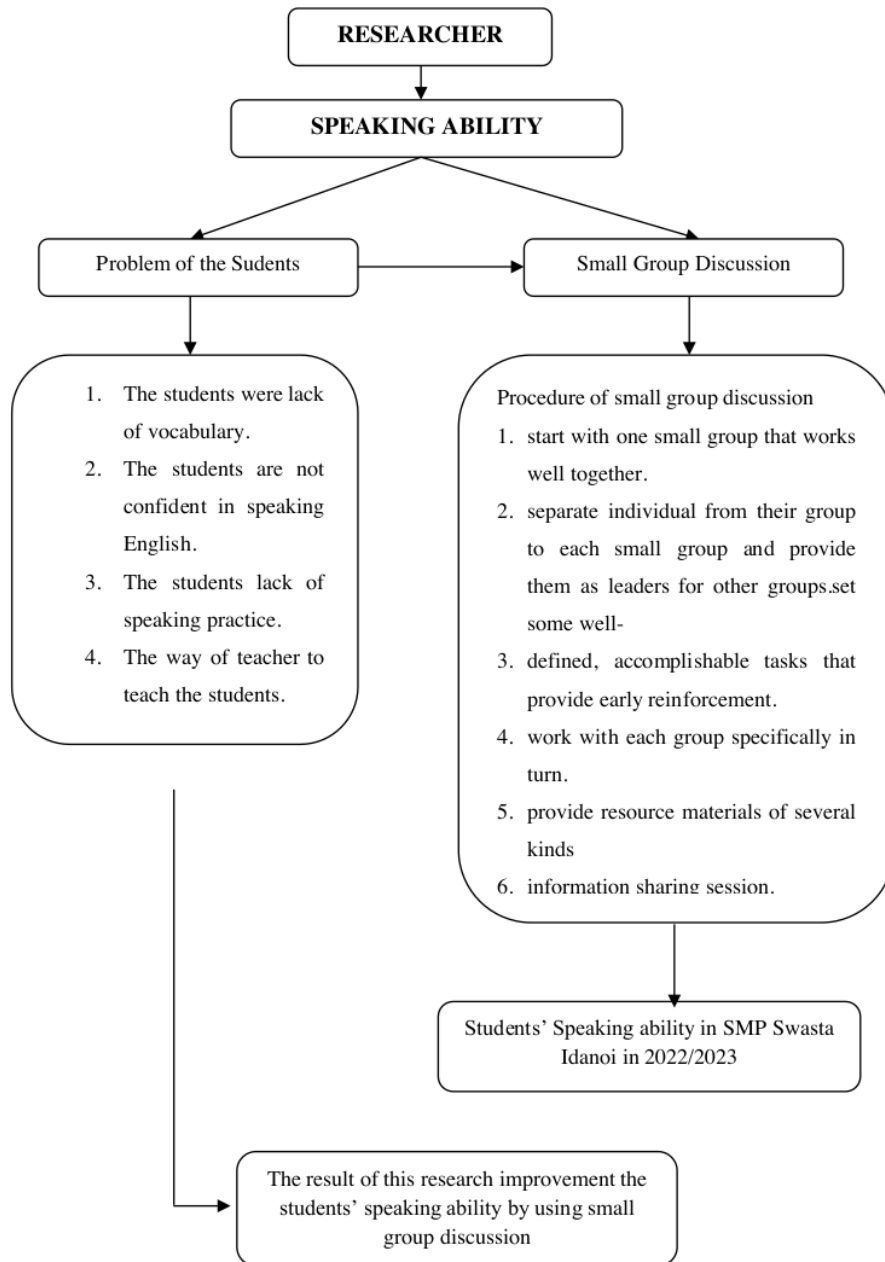 RESEARCHER
SPEAKING ABILITY
Problem of the Sudents
Small Group Discussion
1. The students were lack
of vocabulary.
2. The students are not
confident in speaking
English.
3. The students lack of
speaking practice.
4. The way of teacher to
teach the students.
Procedure of small group discussion
1. start with one small group that works
well together.
2. separate individual from their group
to each small group and provide
them as leaders for other groups.set
some well-
3. defined, accomplishable tasks that
provide early reinforcement.
4. work with each group specifically in
turn.
5. provide resource materials of several
kinds
6. information sharing session.
Students’ Speaking ability in SMP Swasta
Idanoi in 2022/2023
The result of this research improvement the
students’ speaking ability by using small
group discussion